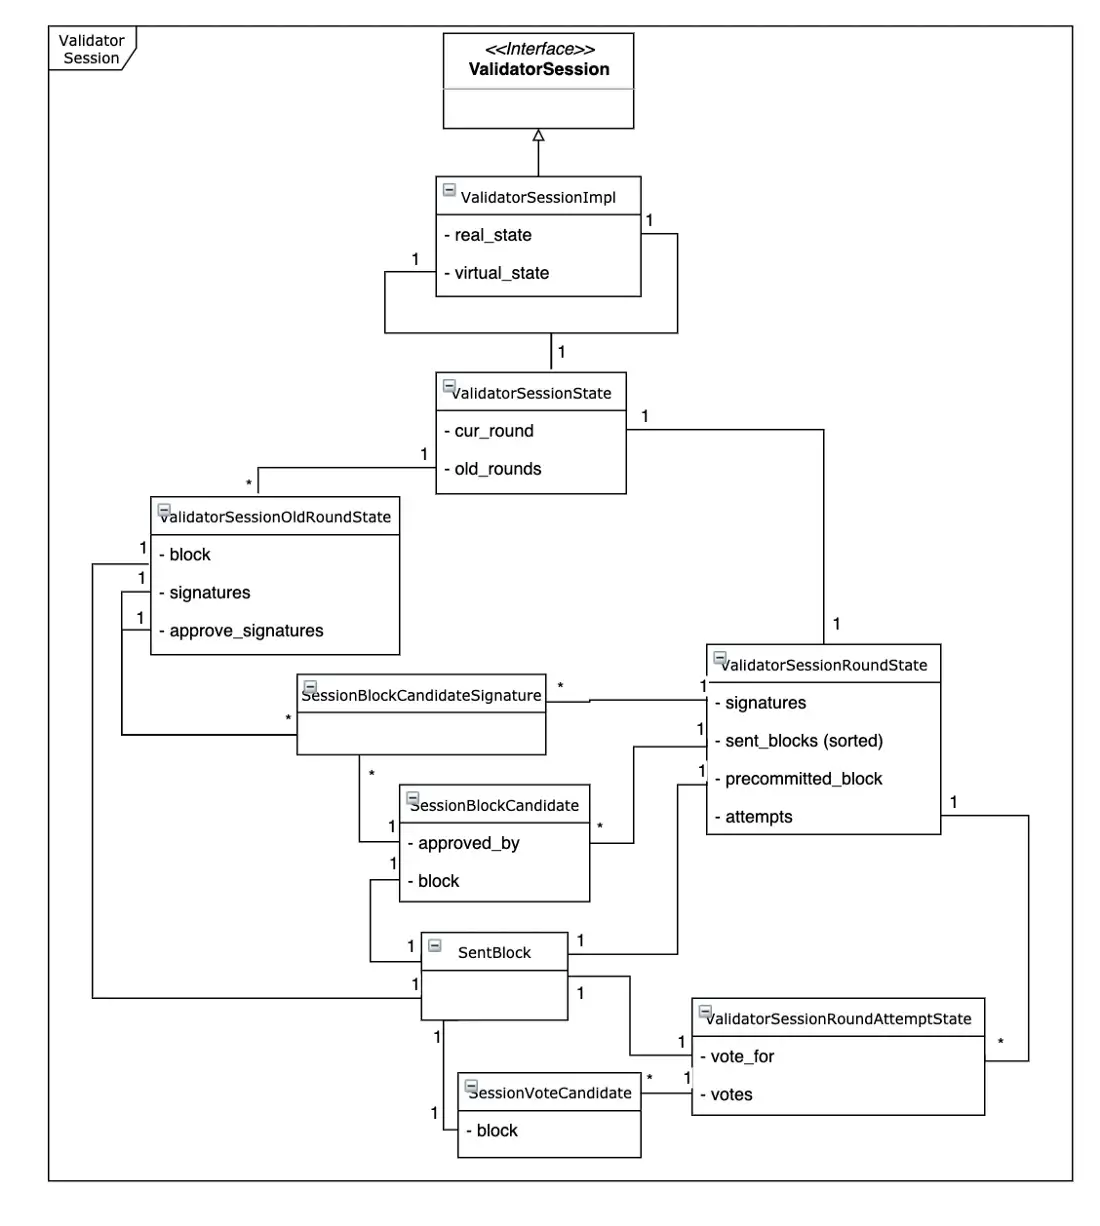 Validator
Session
<<Interface>>
ValidatorSession
ValidatorSessionImpl
- real_state
1
1
- virtual_state
1
ValidatorSessionState
- cur_round
1
1
- old_rounds
*
ValidatorSessionOldRoundState
1
- block
1
- signatures
1
- approve_signatures
1
ValidatorSessionRoundState
SessionBlockCandidateSignature
*
1
- signatures
*
1
- sent_blocks (sorted)
*
1
- precommitted_block
SessionBlockCandidate
1
- attempts
1
- approved_by
*
1
- block
1
SentBlock
1
1
1
ValidatorSessionRoundAttemptState
1
1
- vote_for
*
SessionVoteCandidate
*
1
- votes
1
- block